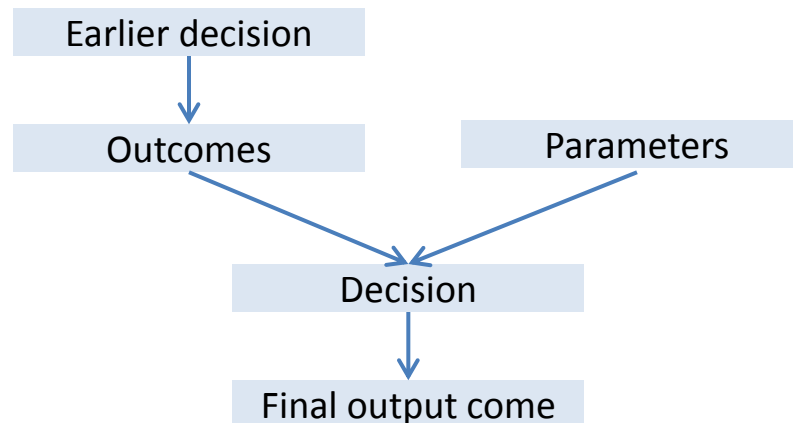 Earlier decision
Outcomes
Parameters
Decision
Final output come